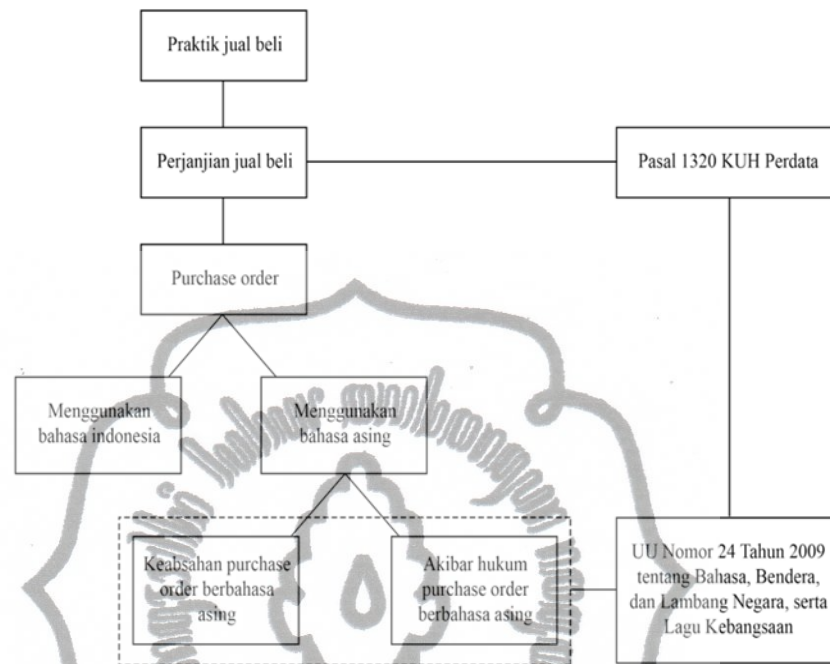 Praktik jual beli
Perjanjian jual beli
Pasal 1320 KUH Perdata
Purchase order
Menggunakan
bahasa indonesia
Menggunakan
bahasa asing
Keabsahan purchase
order berbahasa
asing
Akibar hukum
purchase order
berbahasa asing
UU Nomor 24 Tahun 2009
tentang Bahasa, Bendera,
dan Lambang Negara, serta
Lagu Kebangsaan